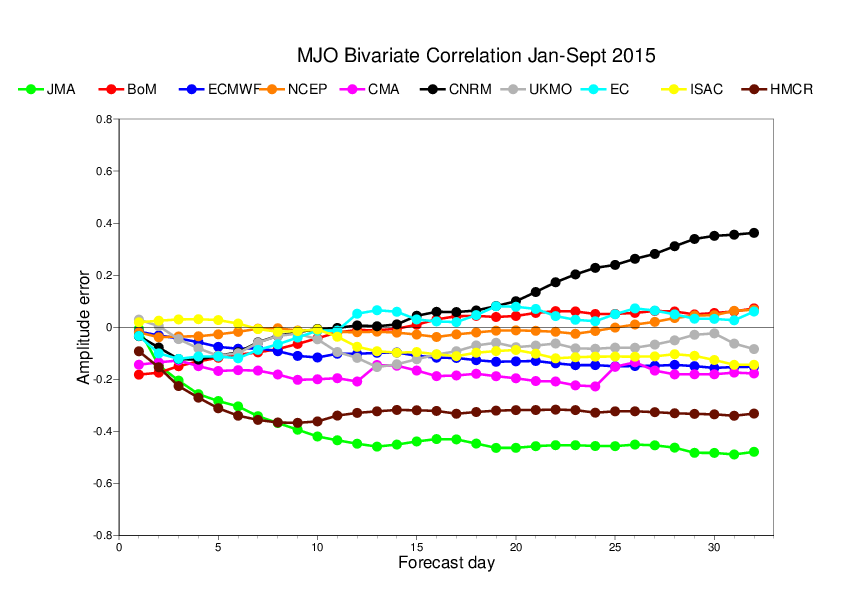 MJO Bivariate Correlation Jan-Sept 2015
JMA BoM ECMWF NCEP CMA CNRM UKMO EC ISAC HMCR
0.8
0.6
0.4
0.2
0
-0.2
-0.4
-0.6
-0.8
Amplitude error
0 5 10 15 20 25 30
Forecast day